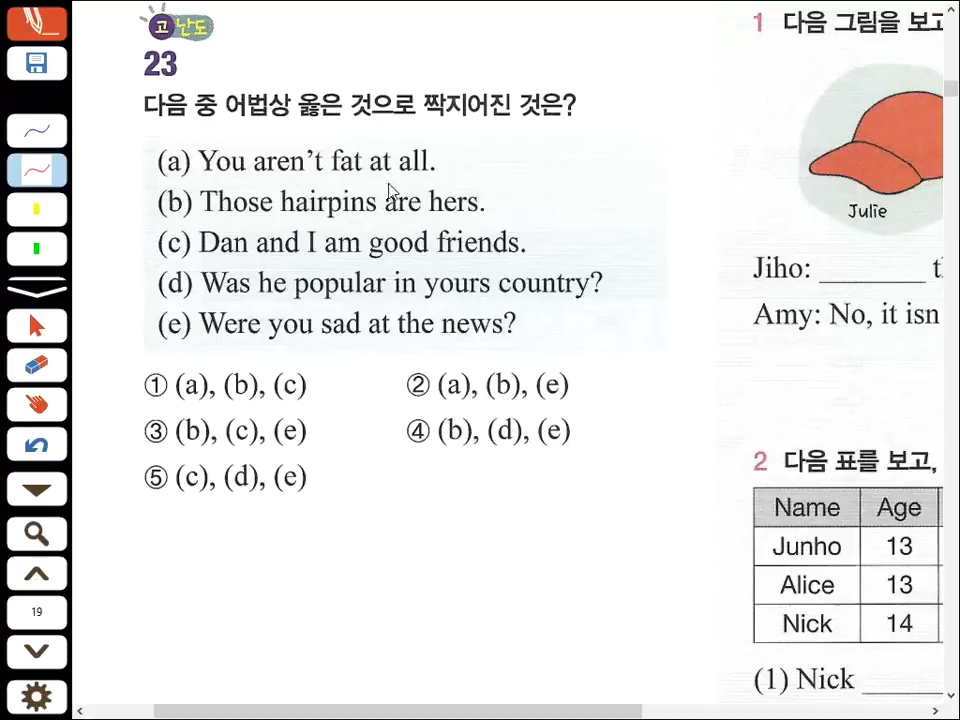 고난도
23
다음 중 어법상 옳은 것으로 짝지어진 것은?
(a) You aren't fat at all.
(b) Those hairpins are hers.
(c) Dan and I am good friends.
(d) Was he popular in yours country?
(e) Were you sad at the news?
① (a), (b), (c)
② (a), (b), (e)
③ (b), (c), (e)
④ (b), (d), (e)
⑤ (c), (d), (e)
1 다음 그림을 보고
Julie
Jiho: ________ t
Amy: No, it isn
2 다음 표를 보고,
Name Age
Junho 13
Alice 13
Nick 14
(1) Nick ______
19